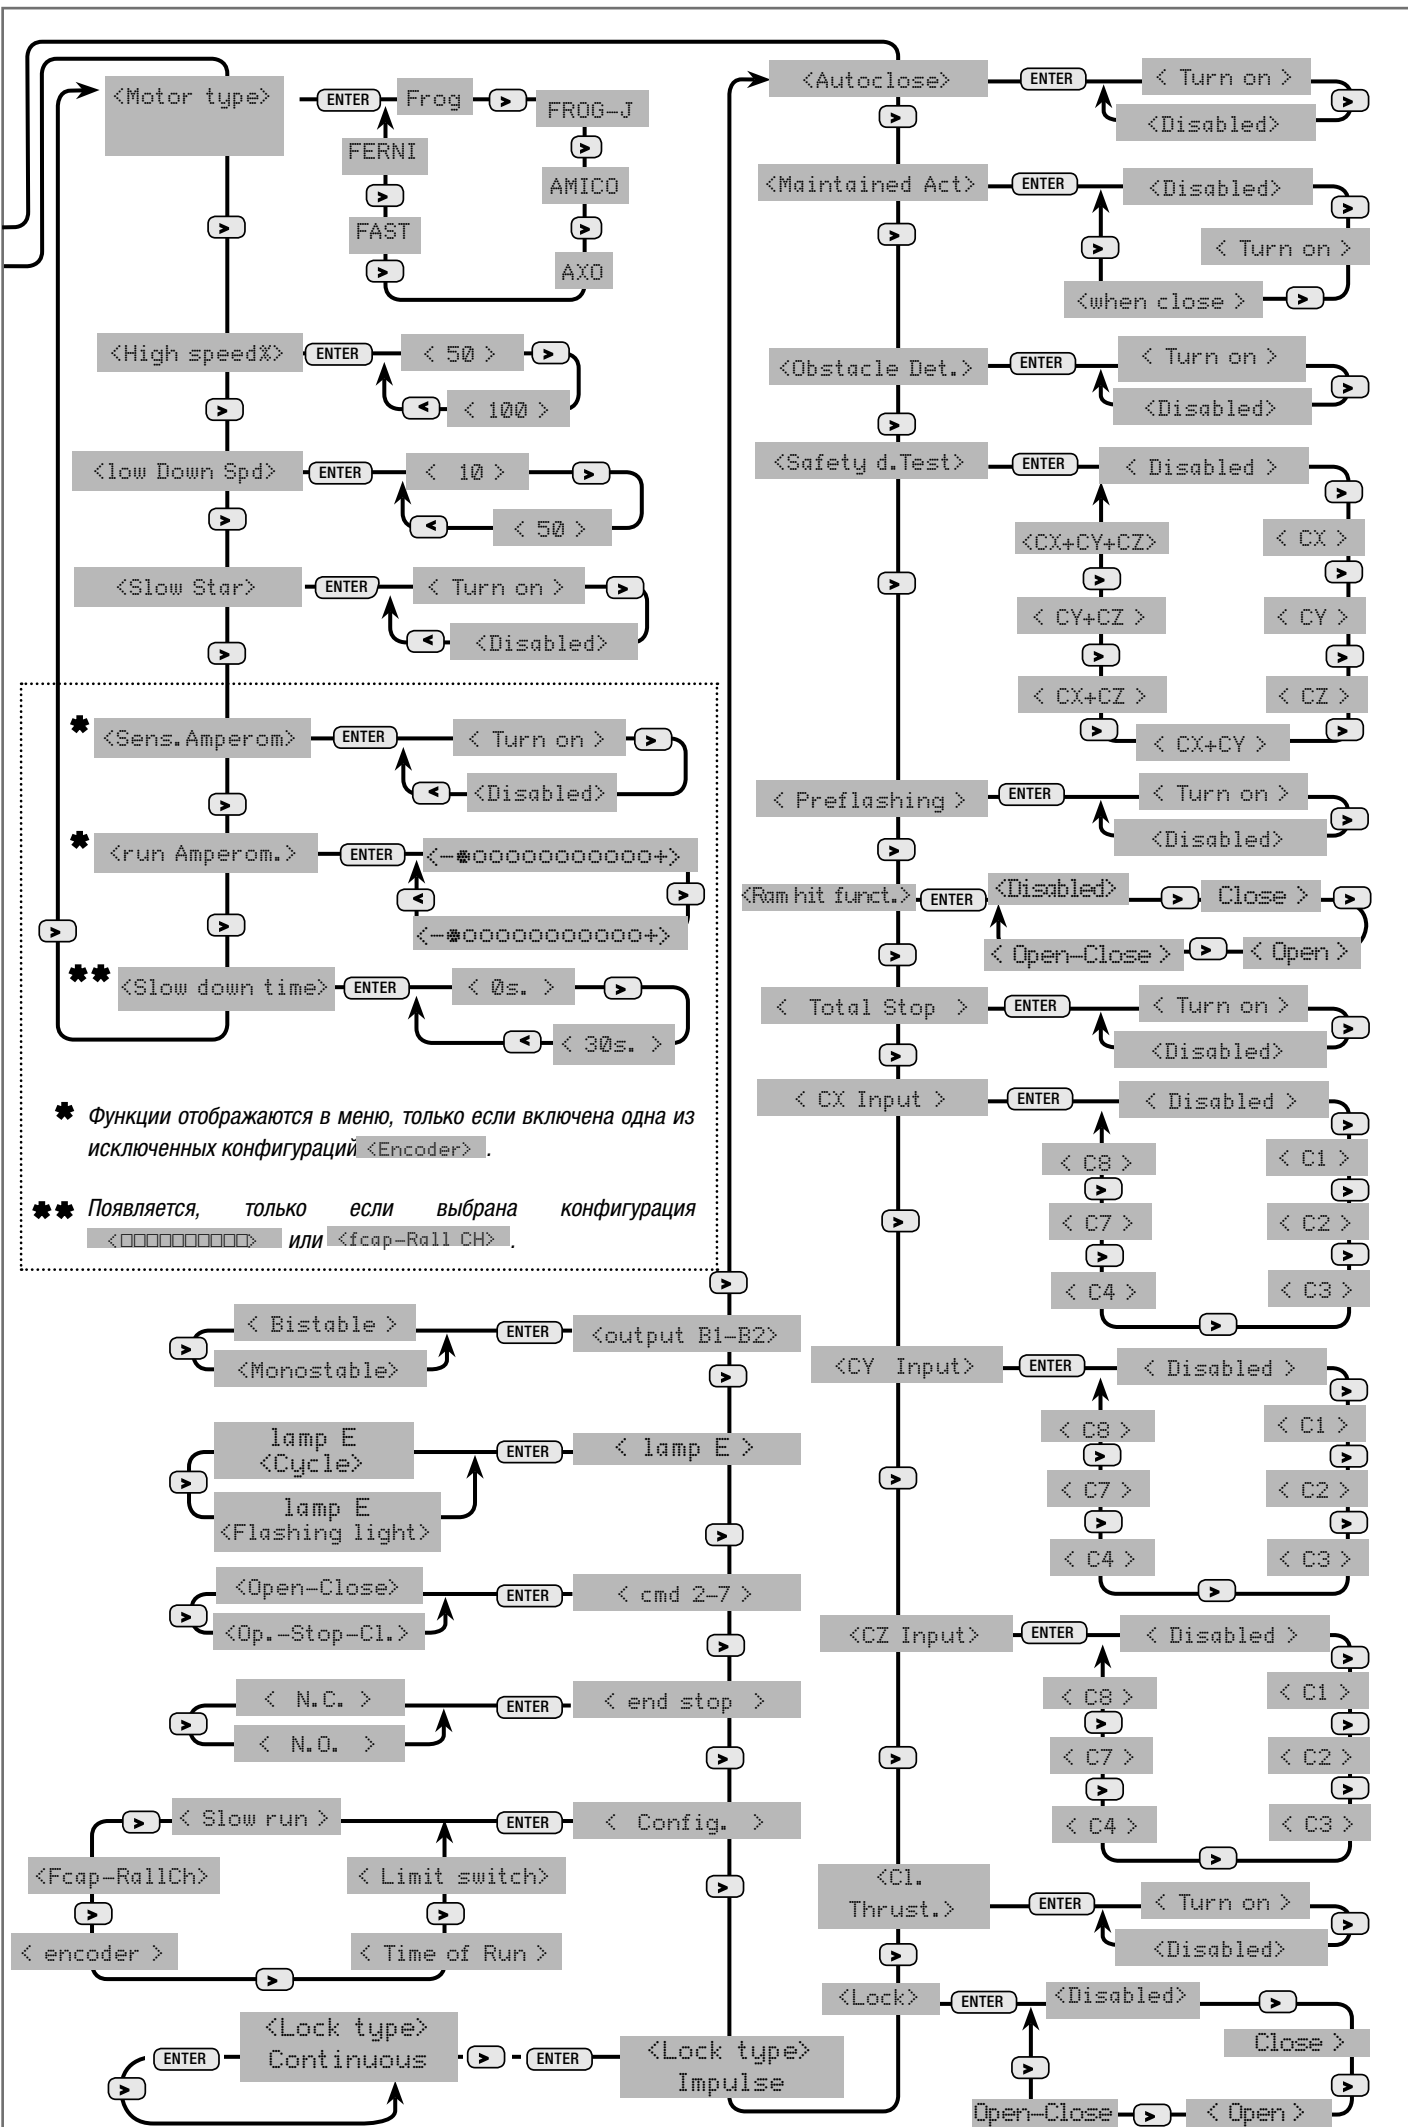 <Motor type>
ENTER
Frog
>
FROG-J
>
AMICO
>
AXO
>
FAST
>
FERNI
>
<High speed%>
ENTER
< 50 >
>
<
< 100 >
>
<low Down Spd>
ENTER
< 10 >
>
<
< 50 >
>
<Slow Star>
ENTER
< Turn on >
>
<
<Disabled>
>
* <Sens.Amperom>
ENTER
< Turn on >
>
<
<Disabled>
>
* <run Amperom.>
ENTER
<-●ooooooooooo+>
<
>
<-●ooooooooooo+>
>
>
** <Slow down time>
ENTER
< 0s. >
>
<
< 30s. >
* Функции отображаются в меню, только если включена одна из
исключенных конфигураций <Encoder> .
** Появляется, только если выбрана конфигурация
<□□□□□□□□□□> или <fcap-Rall CH> .
>
< Bistable >
ENTER
<output B1-B2>
>
<Monostable>
>
lamp E
<Cycle>
ENTER
< lamp E >
>
lamp E
<Flashing light>
>
<Open-Close>
ENTER
< cmd 2-7 >
>
<Op.-Stop-Cl.>
>
< N.C. >
ENTER
< end stop >
>
< N.O. >
>
>
< Slow run >
ENTER
< Config. >
<Fcap-RallCh>
< Limit switch>
>
>
>
< encoder >
< Time of Run >
>
ENTER
<Lock type>
Continuous
>
ENTER
<Lock type>
Impulse
>
<Autoclose>
ENTER
< Turn on >
>
<Disabled>
>
<Maintained Act>
ENTER
<Disabled>
>
< Turn on >
>
<when close >
>
>
<Obstacle Det.>
ENTER
< Turn on >
>
<Disabled>
>
<Safety d.Test>
ENTER
< Disabled >
>
<CX+CY+CZ>
< CX >
>
>
>
< CY+CZ >
< CY >
>
>
< CX+CZ >
< CZ >
>
< CX+CY >
>
< Preflashing >
ENTER
< Turn on >
>
<Disabled>
>
<Ram hit funct.>
ENTER
<Disabled>
>
Close >
>
< Open-Close >
>
< Open >
>
< Total Stop >
ENTER
< Turn on >
>
<Disabled>
>
< CX Input >
ENTER
< Disabled >
>
< C8 >
< C1 >
>
>
< C7 >
< C2 >
>
>
>
< C4 >
< C3 >
>
<CY Input>
ENTER
< Disabled >
>
< C8 >
< C1 >
>
>
< C7 >
< C2 >
>
>
>
< C4 >
< C3 >
>
<CZ Input>
ENTER
< Disabled >
>
< C8 >
< C1 >
>
>
< C7 >
< C2 >
>
>
>
< C4 >
< C3 >
>
<Cl.
Thrust.>
ENTER
< Turn on >
>
<Disabled>
>
<Lock>
ENTER
<Disabled>
>
Close >
>
>
Open-Close
>
< Open >